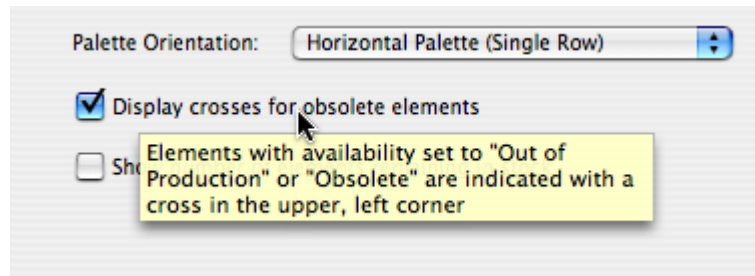 Palette Orientation: Horizontal Palette (Single Row)
Display crosses for obsolete elements
Elements with availability set to "Out of
Production" or "Obsolete" are indicated with a
cross in the upper, left corner